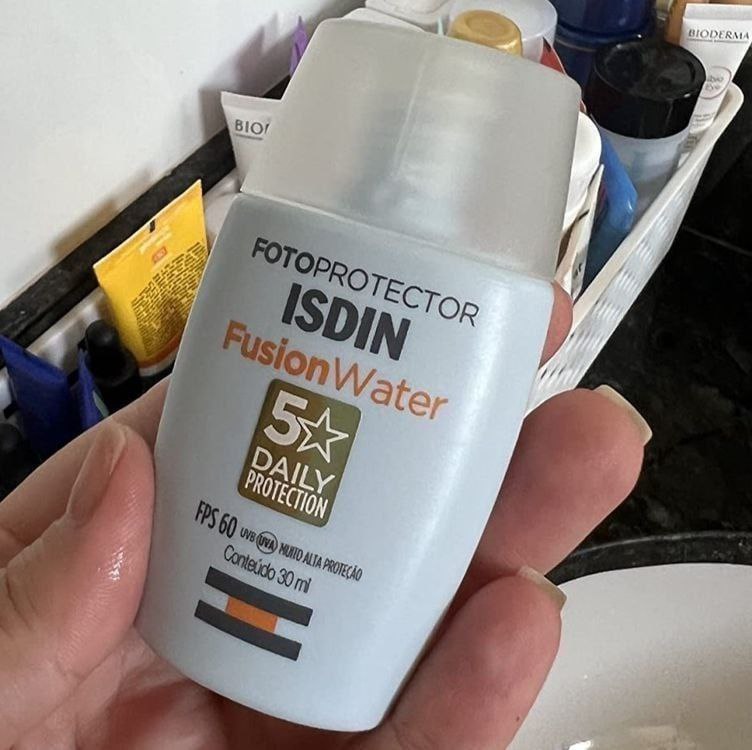 FOTOPROTECTOR
ISDIN
FusionWater
5
DAILY
PROTECTION
FPS 60 UVB UVA MUITO ALTA PROTEÇÃO
Conteúdo 30 ml
BIODERMA